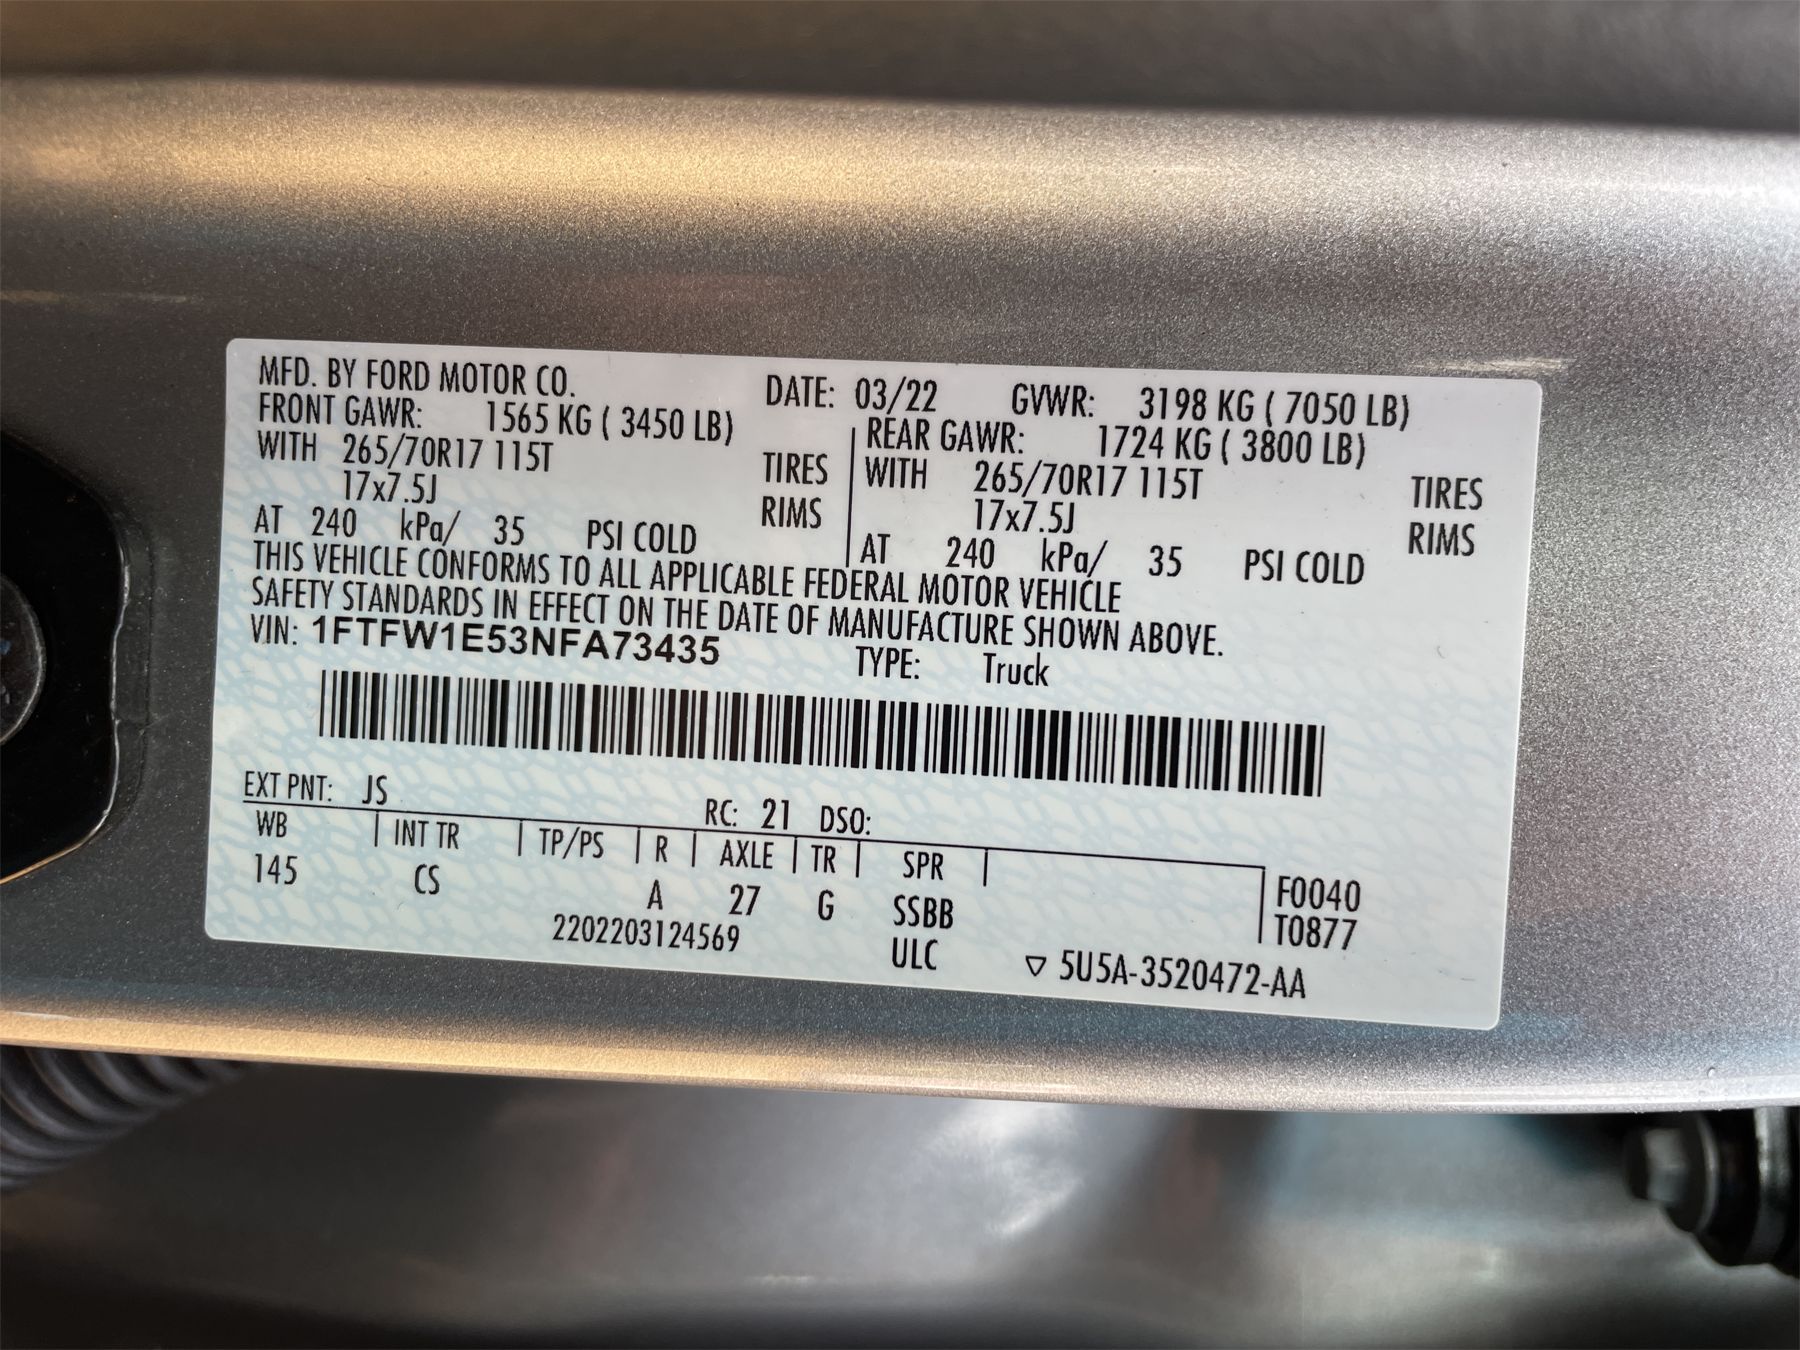 MFD. BY FORD MOTOR CO. DATE: 03/22 GVWR: 3198 KG ( 7050 LB)
FRONT GAWR: 1565 KG ( 3450 LB) REAR GAWR: 1724 KG ( 3800 LB)
WITH 265/70R17 115T TIRES WITH 265/70R17 115T TIRES
17x7.5J RIMS 17x7.5J RIMS
AT 240 kPa/ 35 PSI COLD AT 240 kPa/ 35 PSI COLD
THIS VEHICLE CONFORMS TO ALL APPLICABLE FEDERAL MOTOR VEHICLE
SAFETY STANDARDS IN EFFECT ON THE DATE OF MANUFACTURE SHOWN ABOVE.
VIN: 1FTFW1E53NFA73435 TYPE: Truck
EXT PNT: JS RC: 21 DSO:
WB INT TR TP/PS R AXLE TR SPR
145 CS A 27 G SSBB F0040
2202203124569 ULC T0877
▽ 5U5A-3520472-AA